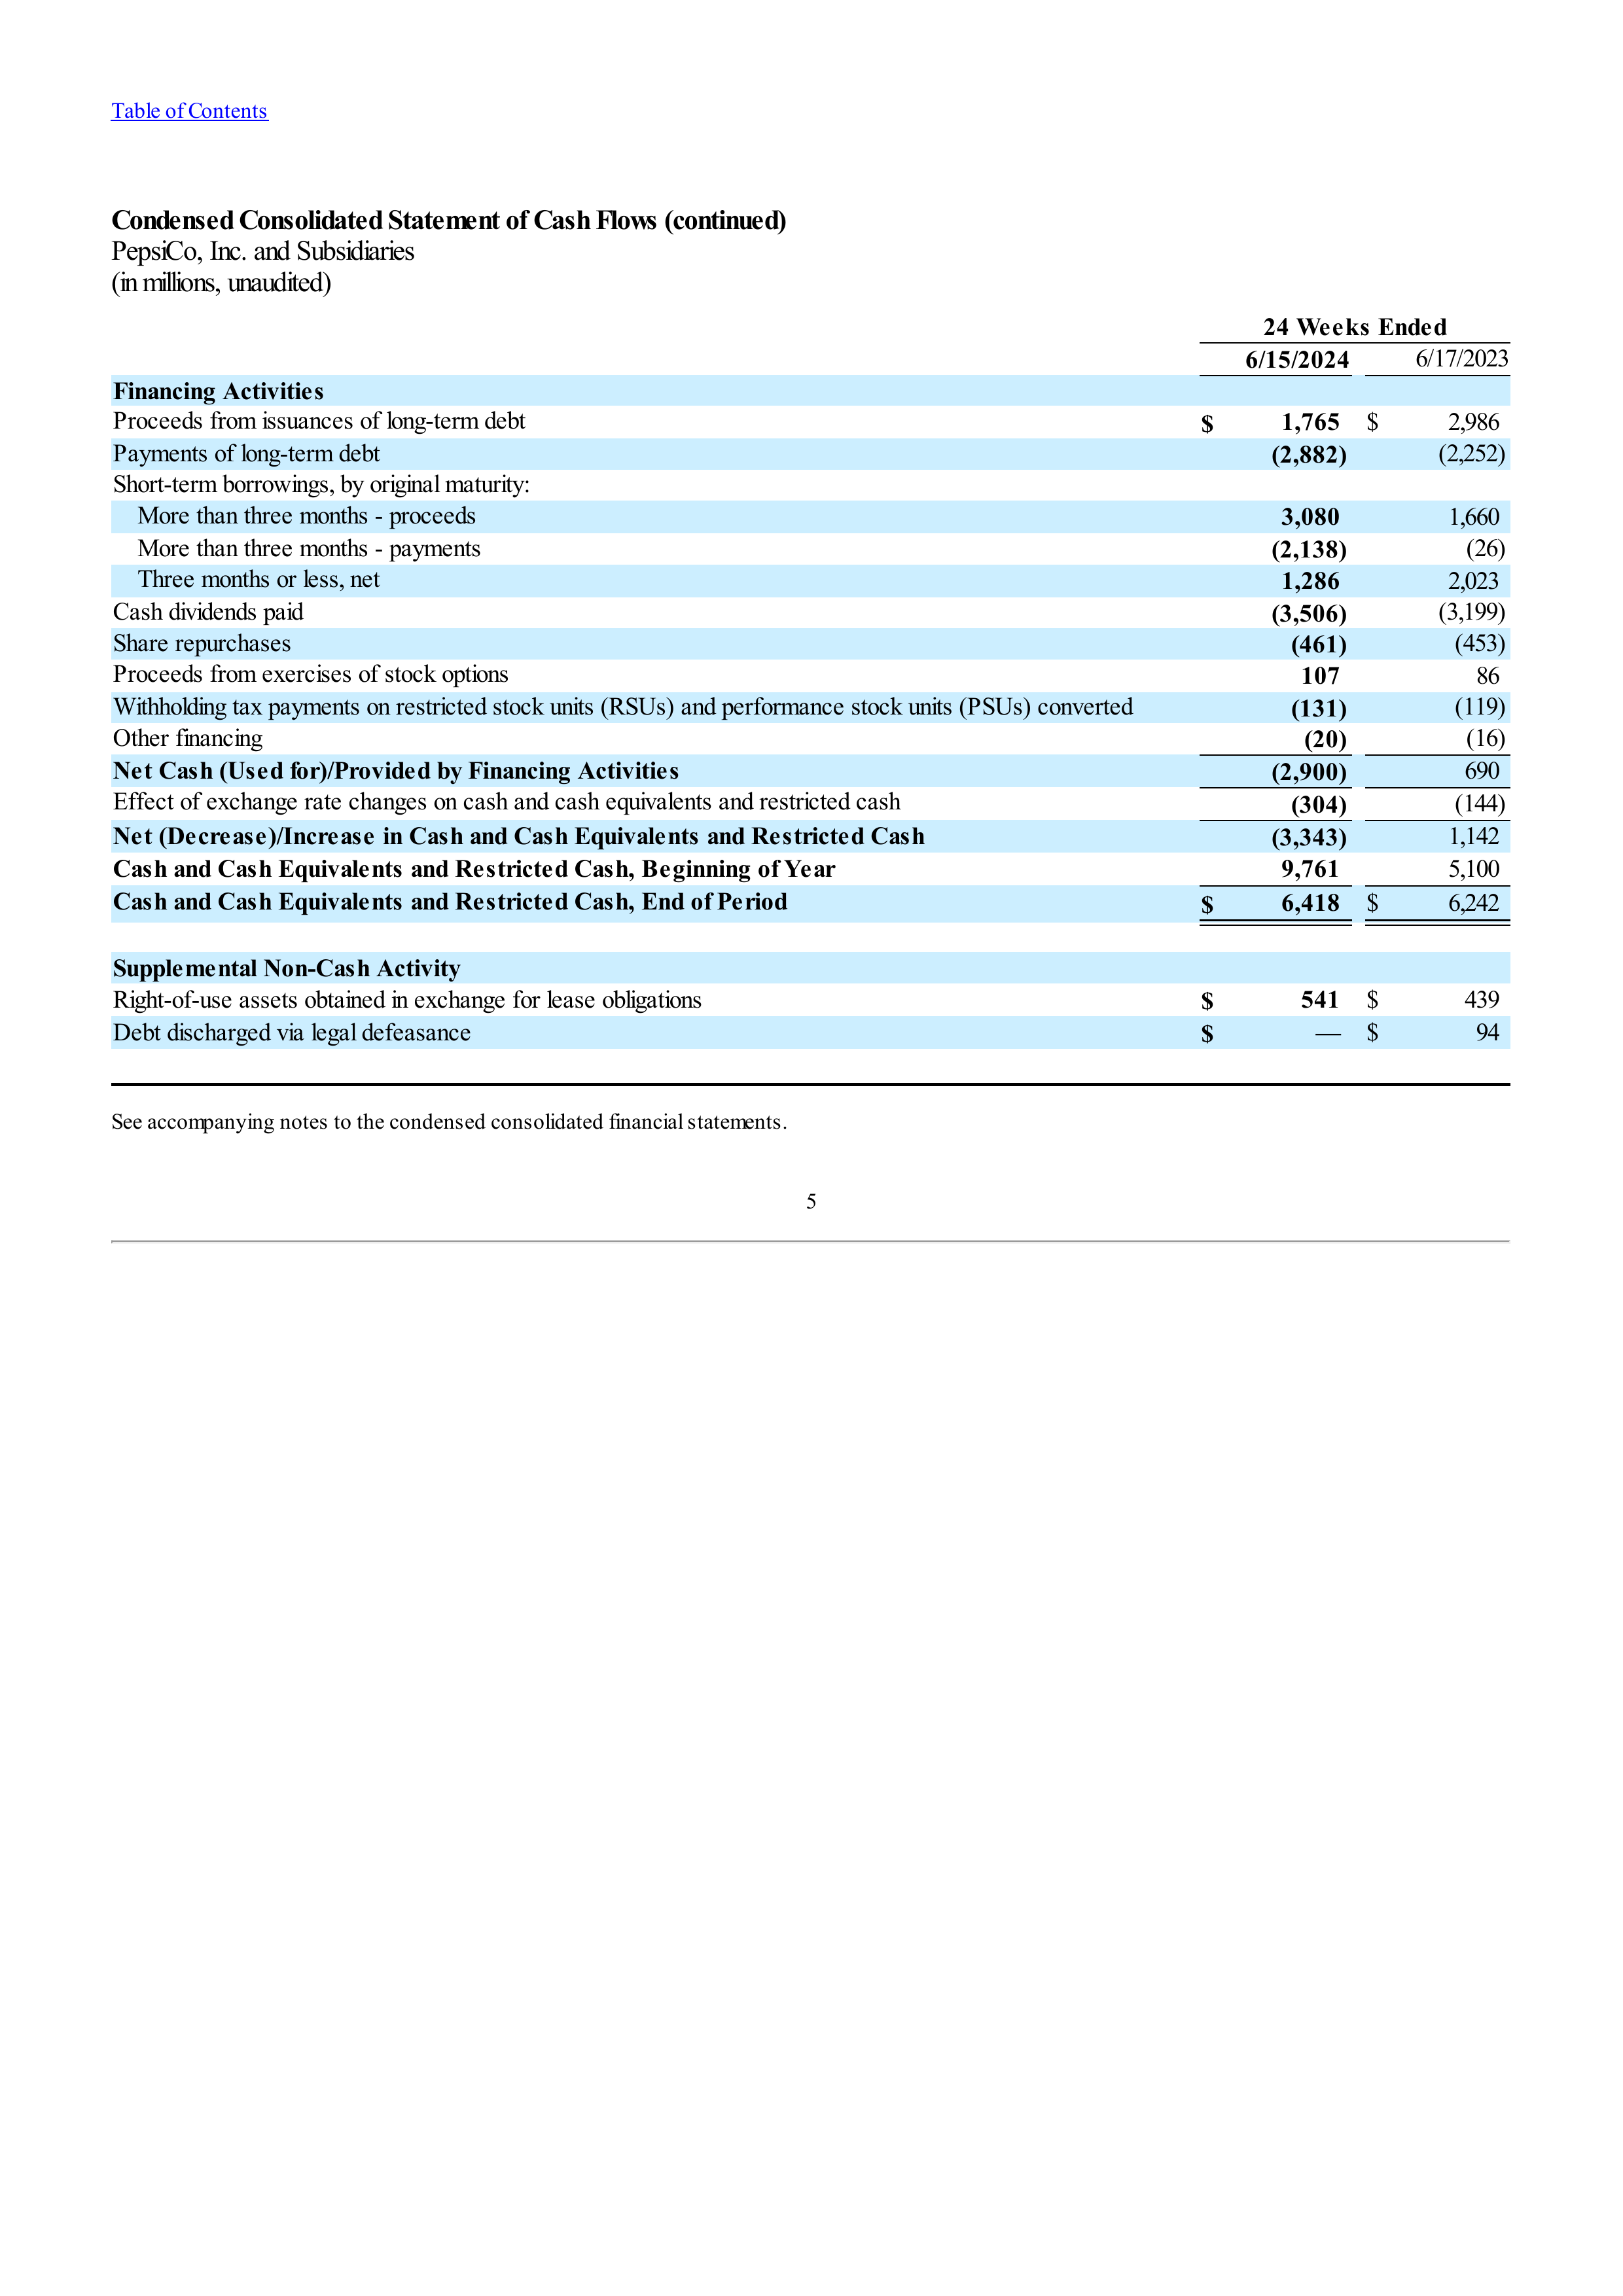 Table of Contents
Condensed Consolidated Statement of Cash Flows (continued)
PepsiCo, Inc. and Subsidiaries
(in millions, unaudited)
24 Weeks Ended
6/15/2024 6/17/2023
Financing Activities
Proceeds from issuances of long-term debt $ 1,765 $ 2,986
Payments of long-term debt (2,882) (2,252)
Short-term borrowings, by original maturity:
More than three months - proceeds 3,080 1,660
More than three months - payments (2,138) (26)
Three months or less, net 1,286 2,023
Cash dividends paid (3,506) (3,199)
Share repurchases (461) (453)
Proceeds from exercises of stock options 107 86
Withholding tax payments on restricted stock units (RSUs) and performance stock units (PSUs) converted (131) (119)
Other financing (20) (16)
Net Cash (Used for)/Provided by Financing Activities (2,900) 690
Effect of exchange rate changes on cash and cash equivalents and restricted cash (304) (144)
Net (Decrease)/Increase in Cash and Cash Equivalents and Restricted Cash (3,343) 1,142
Cash and Cash Equivalents and Restricted Cash, Beginning of Year 9,761 5,100
Cash and Cash Equivalents and Restricted Cash, End of Period $ 6,418 $ 6,242
Supplemental Non-Cash Activity
Right-of-use assets obtained in exchange for lease obligations $ 541 $ 439
Debt discharged via legal defeasance $ — $ 94
See accompanying notes to the condensed consolidated financial statements.
5